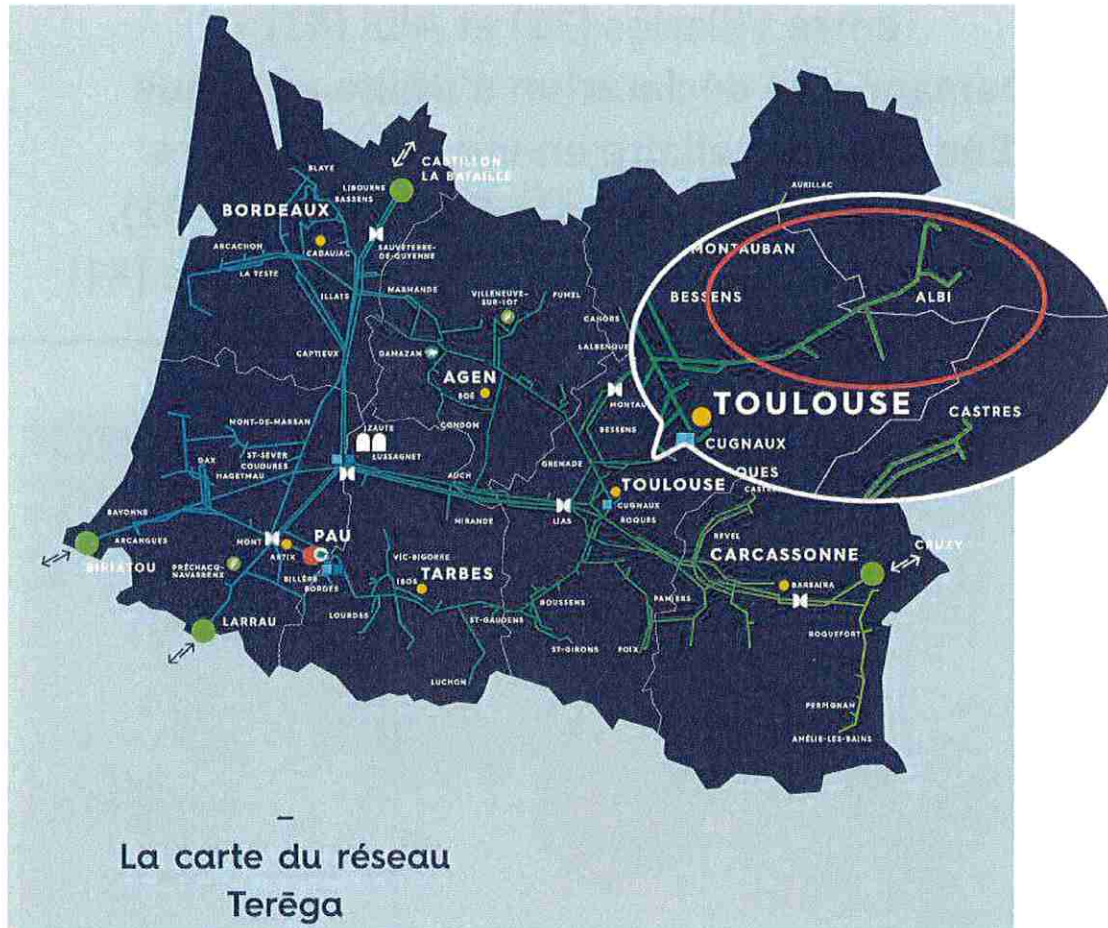 CASTILLON
LA BATAILLE
BLAYE
LIBOURNE
BASSENS
BORDEAUX
AURILLAC
ARCACHON
CADAUJAC
SAUVETERRE-
DE-GUYENNE
MONTAUBAN
LA TESTE
ILLATS
MARMANDE
VILLENEUVE-
SUR-LOT
FUMEL
BESSENS
ALBI
CAHORS
LALBENQUE
CAPTIEUX
DAMAZAN
AGEN
BOÉ
MONTAU
TOULOUSE
CASTRES
MONT-DE-MARSAN
IZAUTE
CONDOM
BESSENS
CUGNAUX
ST-SEVER
COUDURES
LUSSAGNET
DAX
HAGETMAU
AUCH
GRENADE
OUES
TOULOUSE
CUGNAUX
BAYONNE
MIRANDE
LIAS
ROQUES
ARCANGUES
MONT
PAU
REVEL
CARCASSONNE
CRUZY
BIRIATOU
ARTIX
VIC-BIGORRE
PRÉCHACQ-
NAVARRENX
BILLÈRE
BORDES
IBOS
TARBES
BARBAIRA
BOUSSENS
PAMIERS
LARRAU
LOURDES
ST-GAUDENS
ROQUEFORT
ST-GIRONS
FOIX
LUCHON
PERPIGNAN
AMÉLIE-LES-BAINS
La carte du réseau
Terēga